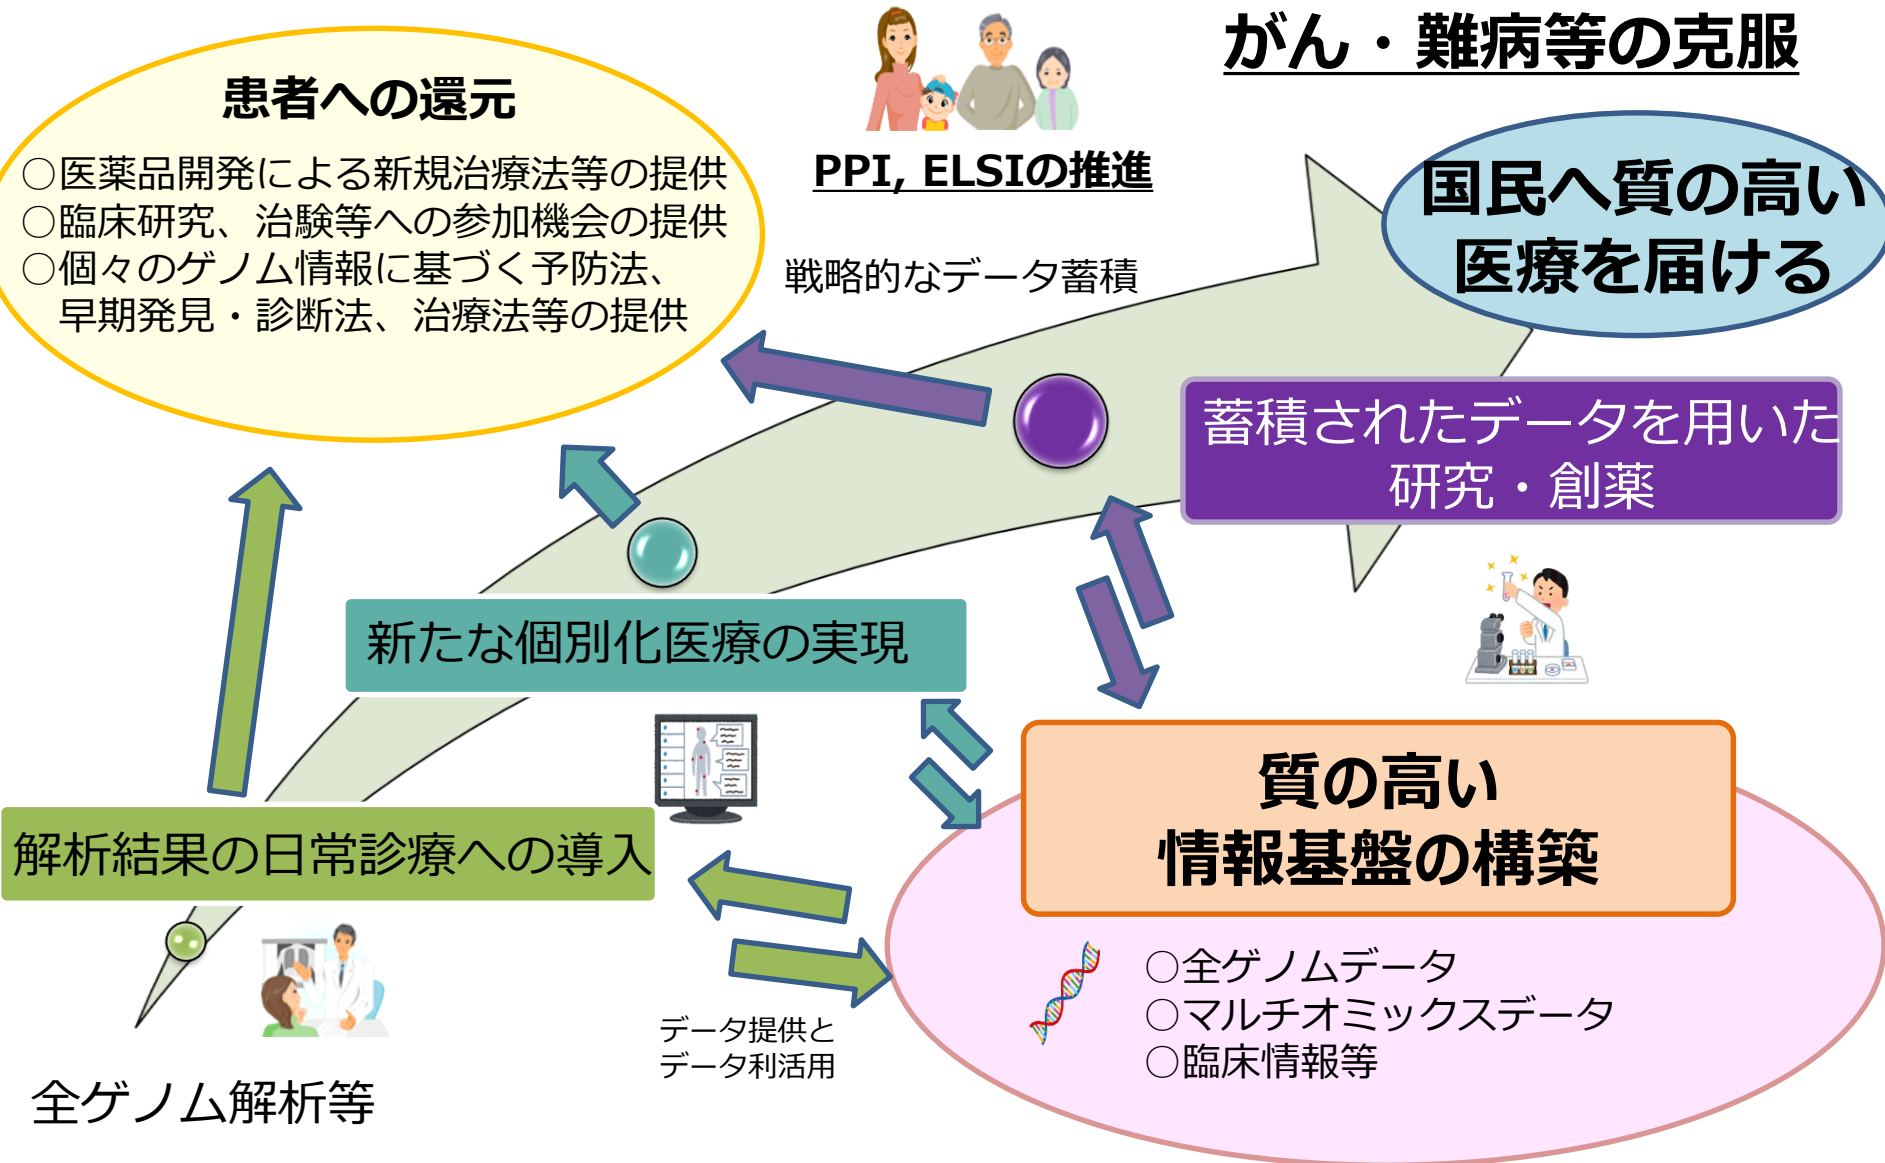 がん・難病等の克服
患者への還元
○医薬品開発による新規治療法等の提供
○臨床研究、治験等への参加機会の提供
○個々のゲノム情報に基づく予防法、
早期発見・診断法、治療法等の提供
PPI, ELSIの推進
国民へ質の高い
医療を届ける
戦略的なデータ蓄積
蓄積されたデータを用いた
研究・創薬
新たな個別化医療の実現
解析結果の日常診療への導入
質の高い
情報基盤の構築
○全ゲノムデータ
○マルチオミックスデータ
○臨床情報等
データ提供と
データ利活用
全ゲノム解析等